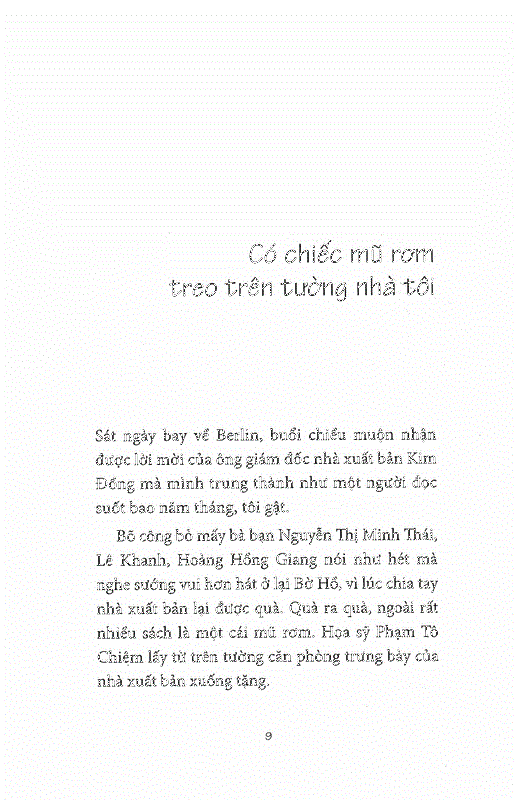 Có chiếc mũ rơm
treo trên tường nhà tôi
Sát ngày bay về Berlin, buổi chiều muộn nhận
được lời mời của ông giám đốc nhà xuất bản Kim
Đồng mà mình trung thành như một người đọc
suốt bao năm tháng, tôi gật.
Bõ công bỏ mấy bà bạn Nguyễn Thị Minh Thái,
Lê Khanh, Hoàng Hồng Giang nói như hét mà
nghe sướng vui hơn hát ở lại Bờ Hồ, vì lúc chia tay
nhà xuất bản lại được quà. Quà ra quà, ngoài rất
nhiều sách là một cái mũ rơm. Họa sỹ Phạm Tô
Chiệm lấy từ trên tường căn phòng trưng bày của
nhà xuất bản xuống tặng.
9